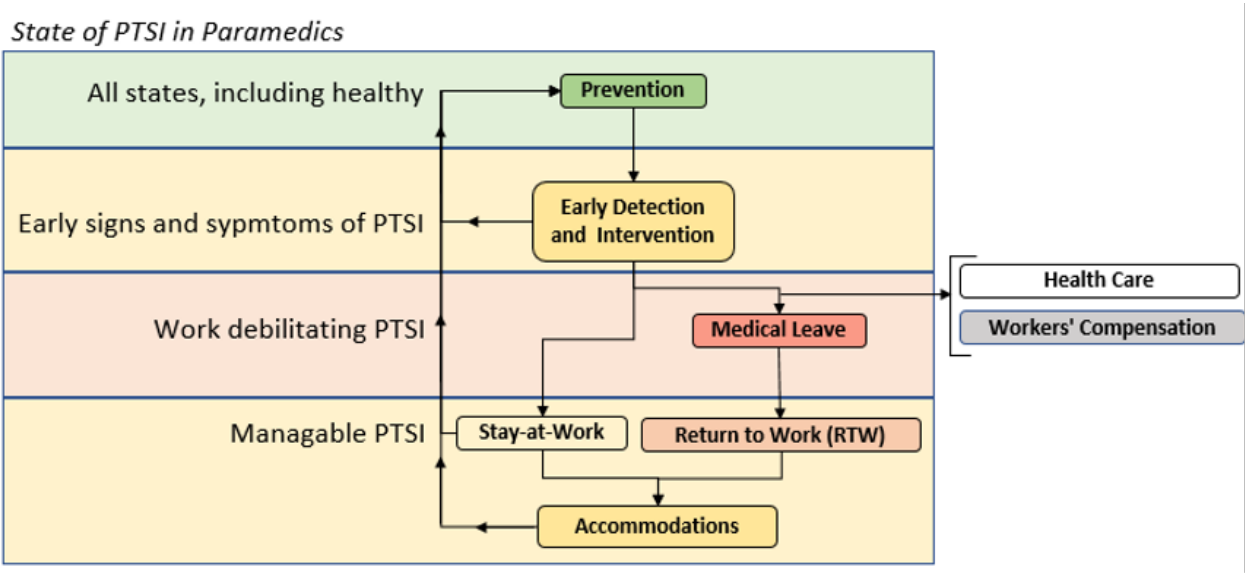 State of PTSI in Paramedics
All states, including healthy
Prevention
Early signs and sypmtoms of PTSI
Early Detection
and Intervention
Health Care
Work debilitating PTSI
Medical Leave
Workers' Compensation
Managable PTSI
Stay-at-Work
Return to Work (RTW)
Accommodations